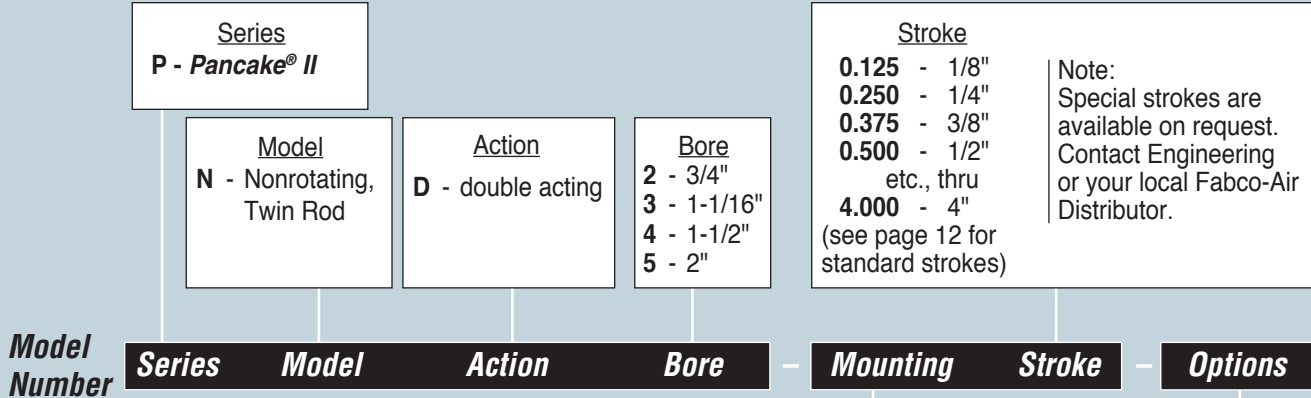 Series
P - Pancake® II
Model
N - Nonrotating,
Twin Rod
Action
D - double acting
Bore
2 - 3/4"
3 - 1-1/16"
4 - 1-1/2"
5 - 2"
Stroke
0.125 - 1/8"
0.250 - 1/4"
0.375 - 3/8"
0.500 - 1/2"
etc., thru
4.000 - 4"
(see page 12 for
standard strokes)
Note:
Special strokes are
available on request.
Contact Engineering
or your local Fabco-Air
Distributor.
Model
Number
Series Model Action Bore – Mounting Stroke – Options